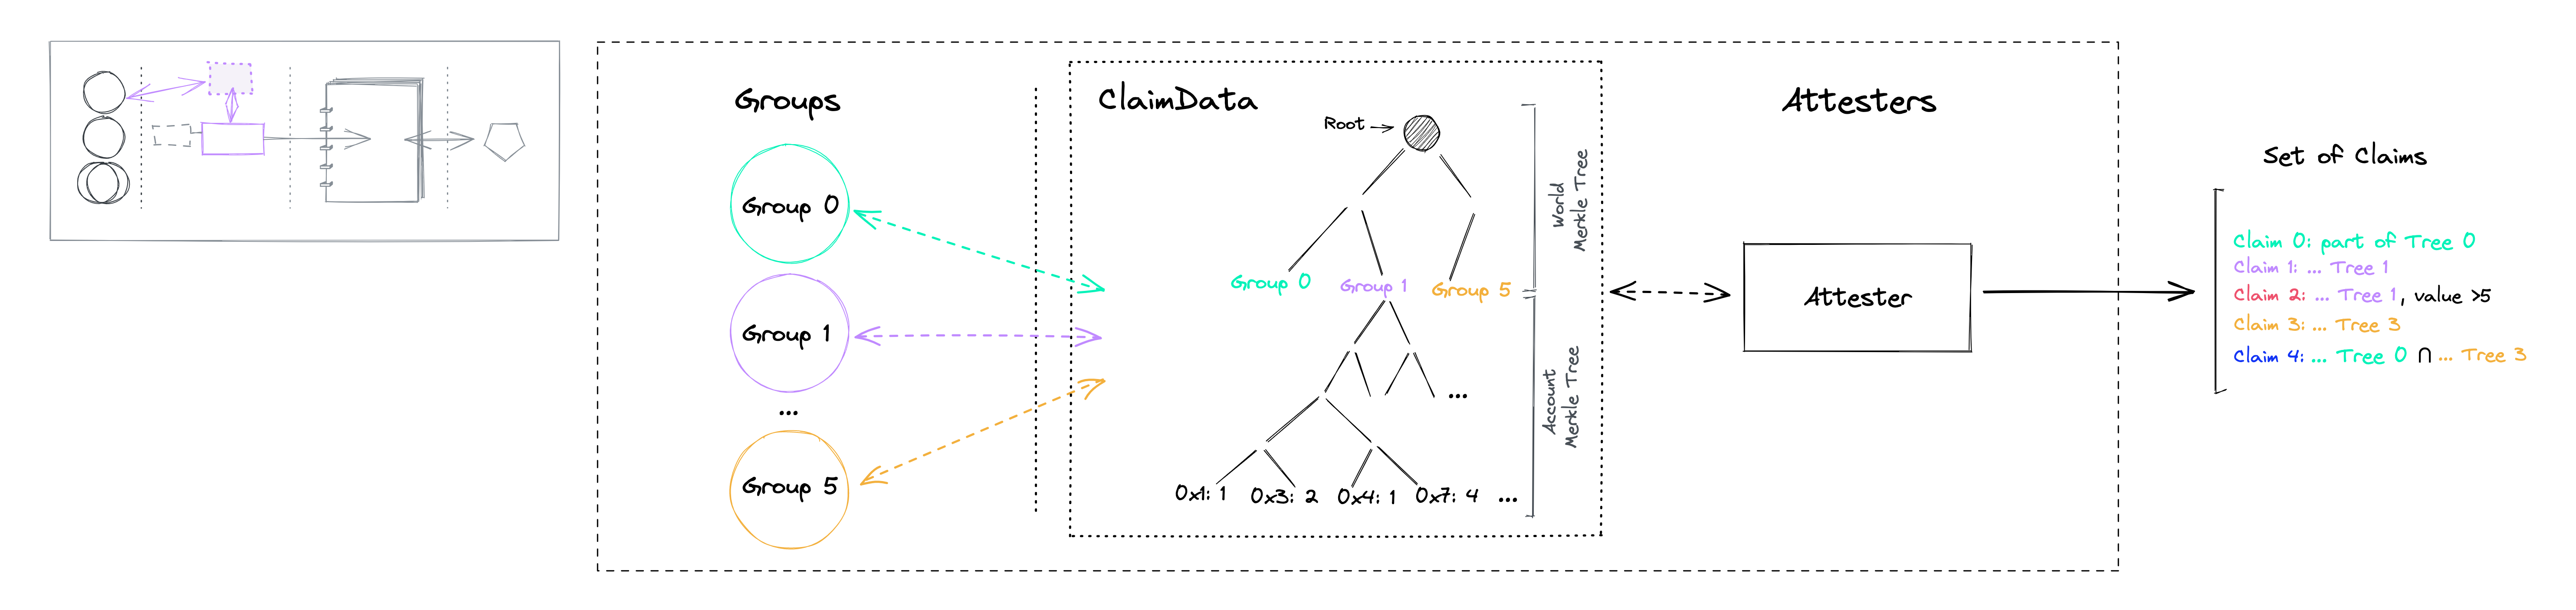 Groups
Group 0
Group 1
...
Group 5
ClaimData
Root
Group 0
Group 1
Group 5
...
0x1: 1
0x3: 2
0x4: 1
0x7: 4
...
World
Merkle Tree
Account
Merkle Tree
Attesters
Attester
Set of Claims
Claim 0: part of Tree 0
Claim 1: ... Tree 1
Claim 2: ... Tree 1, value >5
Claim 3: ... Tree 3
Claim 4: ... Tree 0 ∩ ... Tree 3